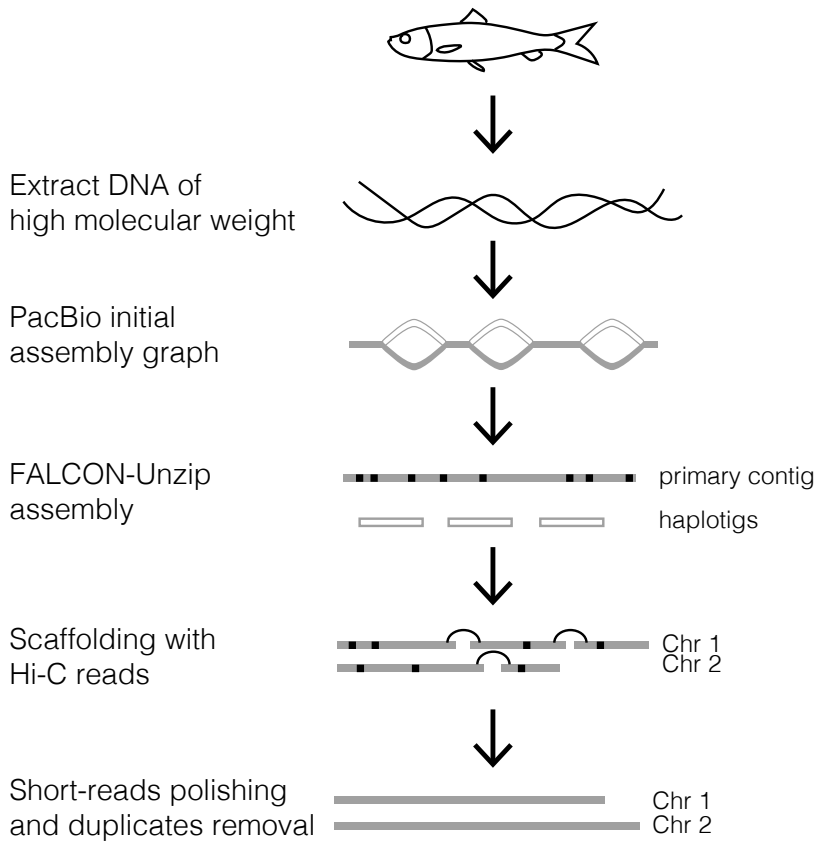 Extract DNA of
high molecular weight
PacBio initial
assembly graph
FALCON-Unzip
assembly
primary contig
haplotigs
Scaffolding with
Hi-C reads
Chr 1
Chr 2
Short-reads polishing
and duplicates removal
Chr 1
Chr 2